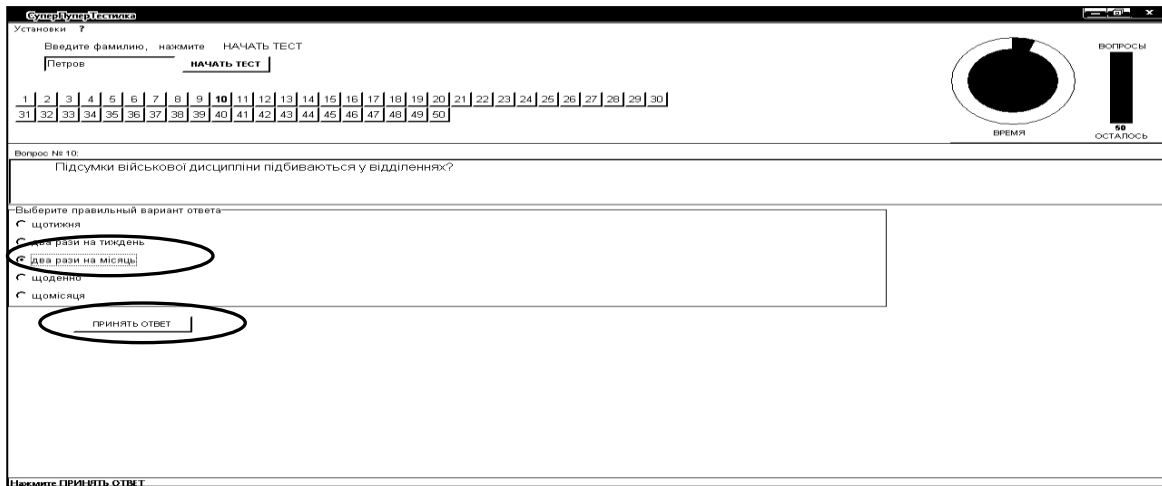 СуперПуперТестилка
Установки ?
Введите фамилию, нажмите НАЧАТЬ ТЕСТ
Петров НАЧАТЬ ТЕСТ
1 2 3 4 5 6 7 8 9 10 11 12 13 14 15 16 17 18 19 20 21 22 23 24 25 26 27 28 29 30
31 32 33 34 35 36 37 38 39 40 41 42 43 44 45 46 47 48 49 50
ВРЕМЯ
ВОПРОСЫ
50
ОСТАЛОСЬ
Вопрос № 10:
Підсумки військової дисципліни підбиваються у відділеннях?
Выберите правильный вариант ответа
щотижня
два рази на тиждень
два рази на місяць
щоденно
щомісяця
ПРИНЯТЬ ОТВЕТ
Нажмите ПРИНЯТЬ ОТВЕТ